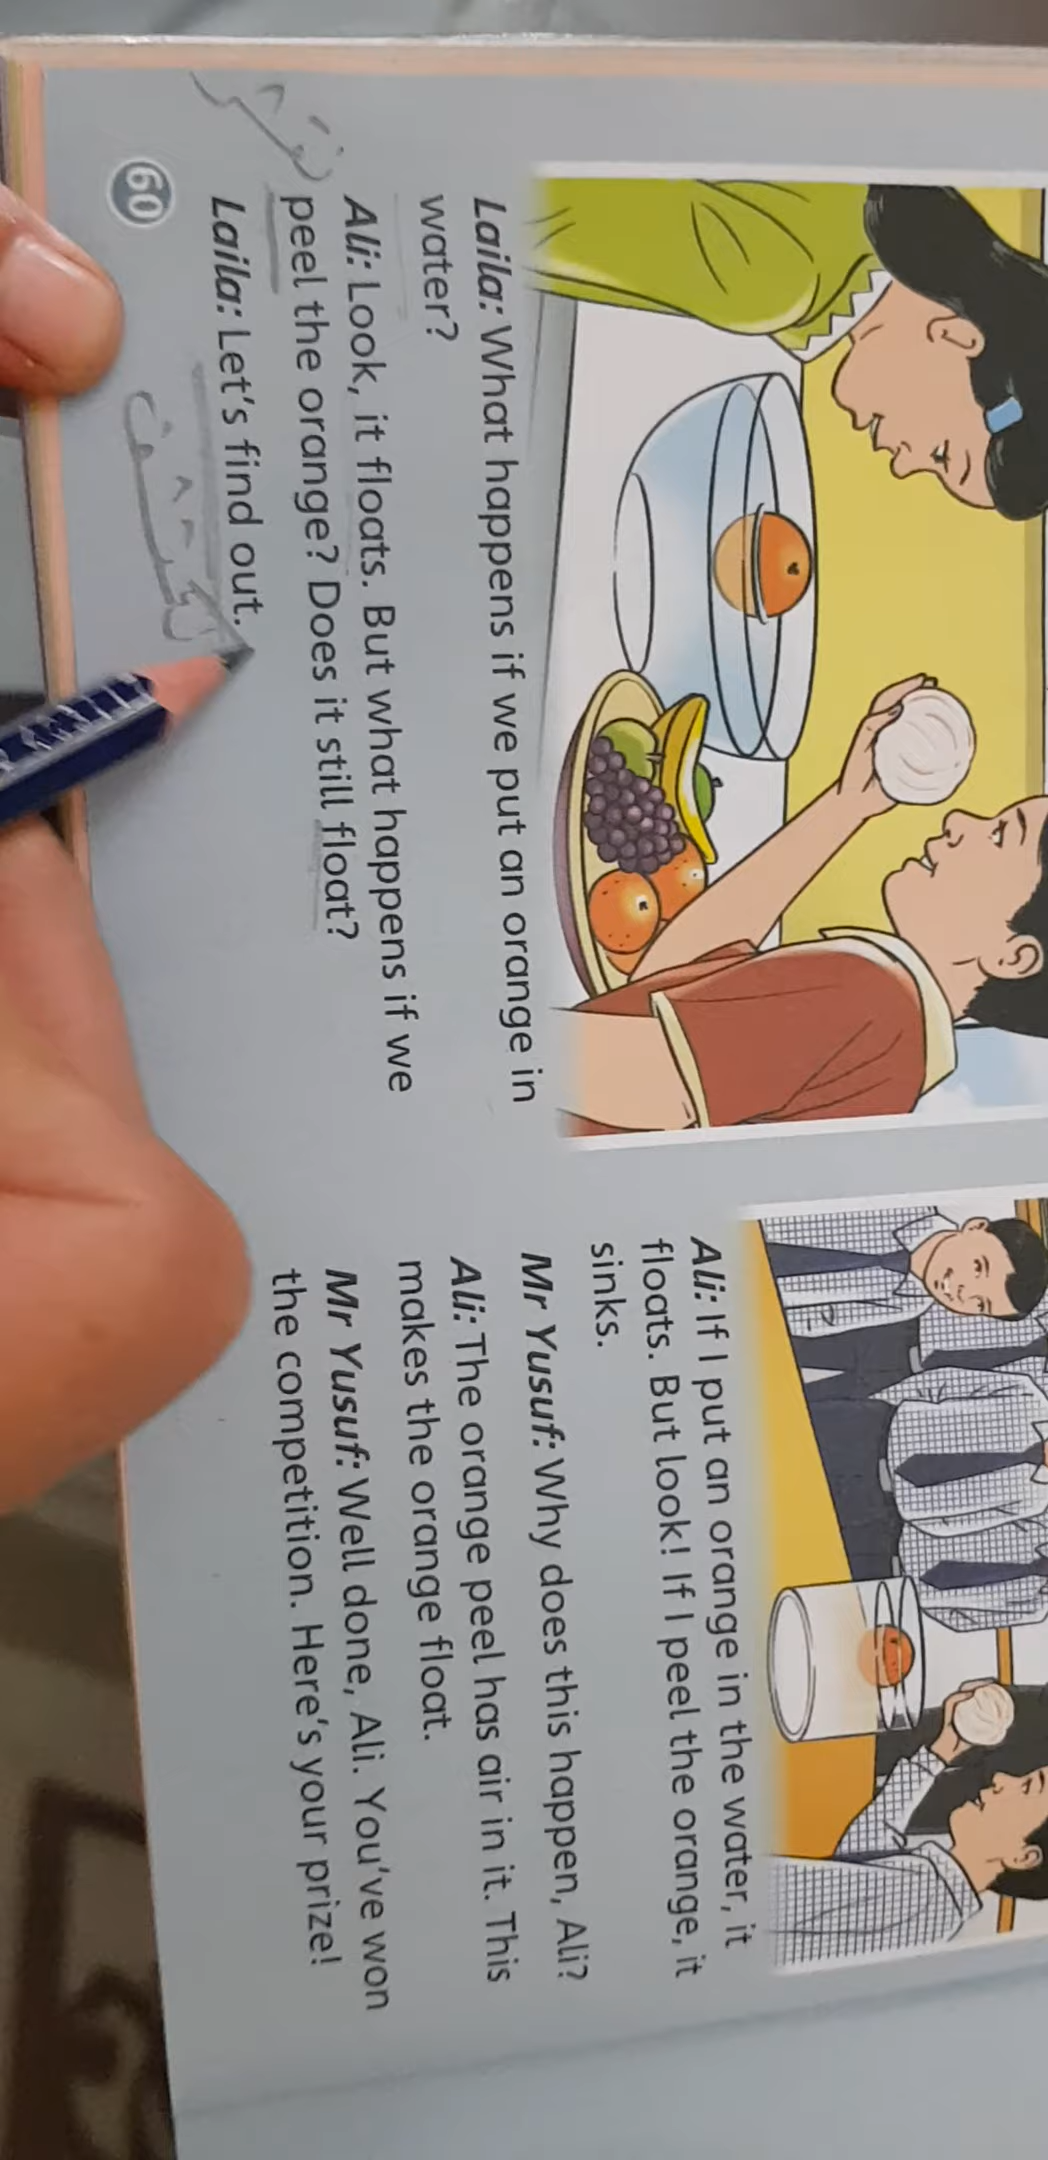 Laila: What happens if we put an orange in
water?
Ali: Look, it floats. But what happens if we
peel the orange? Does it still float?
Laila: Let's find out.
60
Ali: If I put an orange in the water, it
floats. But look! If I peel the orange, it
sinks.
Mr Yusuf: Why does this happen, Ali?
Ali: The orange peel has air in it. This
makes the orange float.
Mr Yusuf: Well done, Ali. You've won
the competition. Here's your prize!